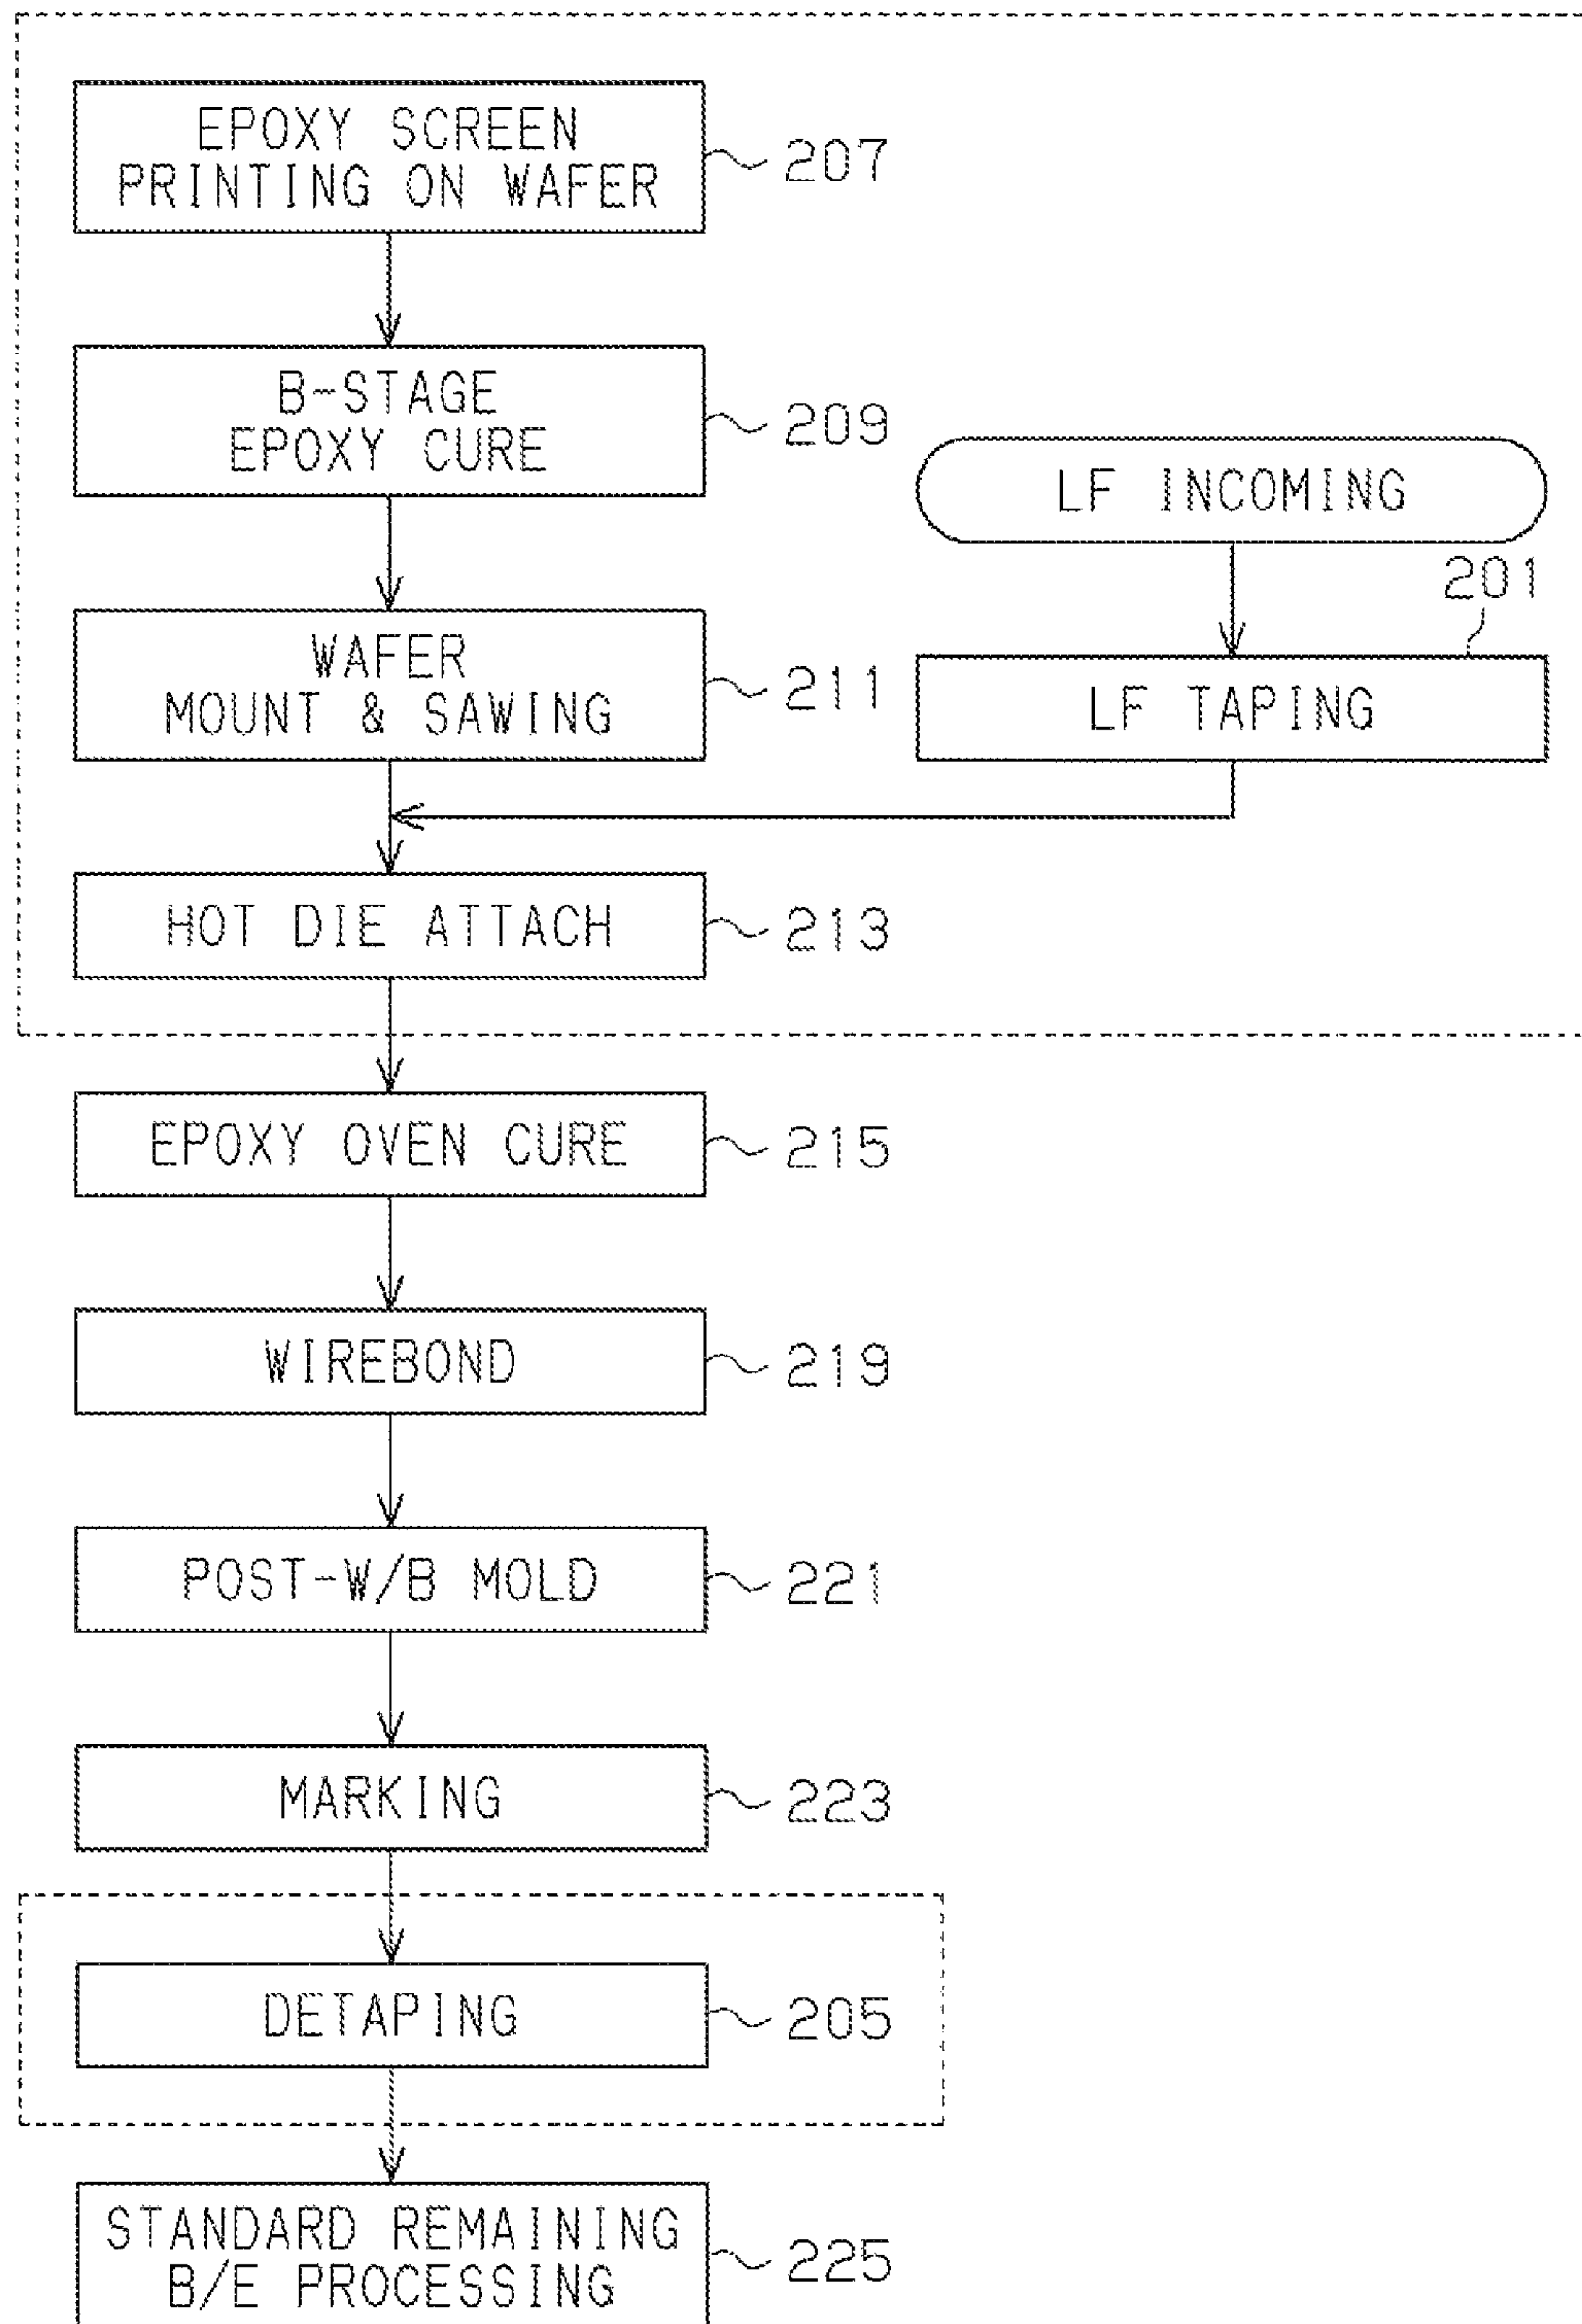 EPOXY SCREEN
PRINTING ON WAFER
207
B-STAGE
EPOXY CURE
209
LF INCOMING
201
WAFER
MOUNT & SAWING
211
LF TAPING
HOT DIE ATTACH
213
EPOXY OVEN CURE
215
WIREBOND
219
POST-W/B MOLD
221
MARKING
223
DETAPING
205
STANDARD REMAINING
B/E PROCESSING
225